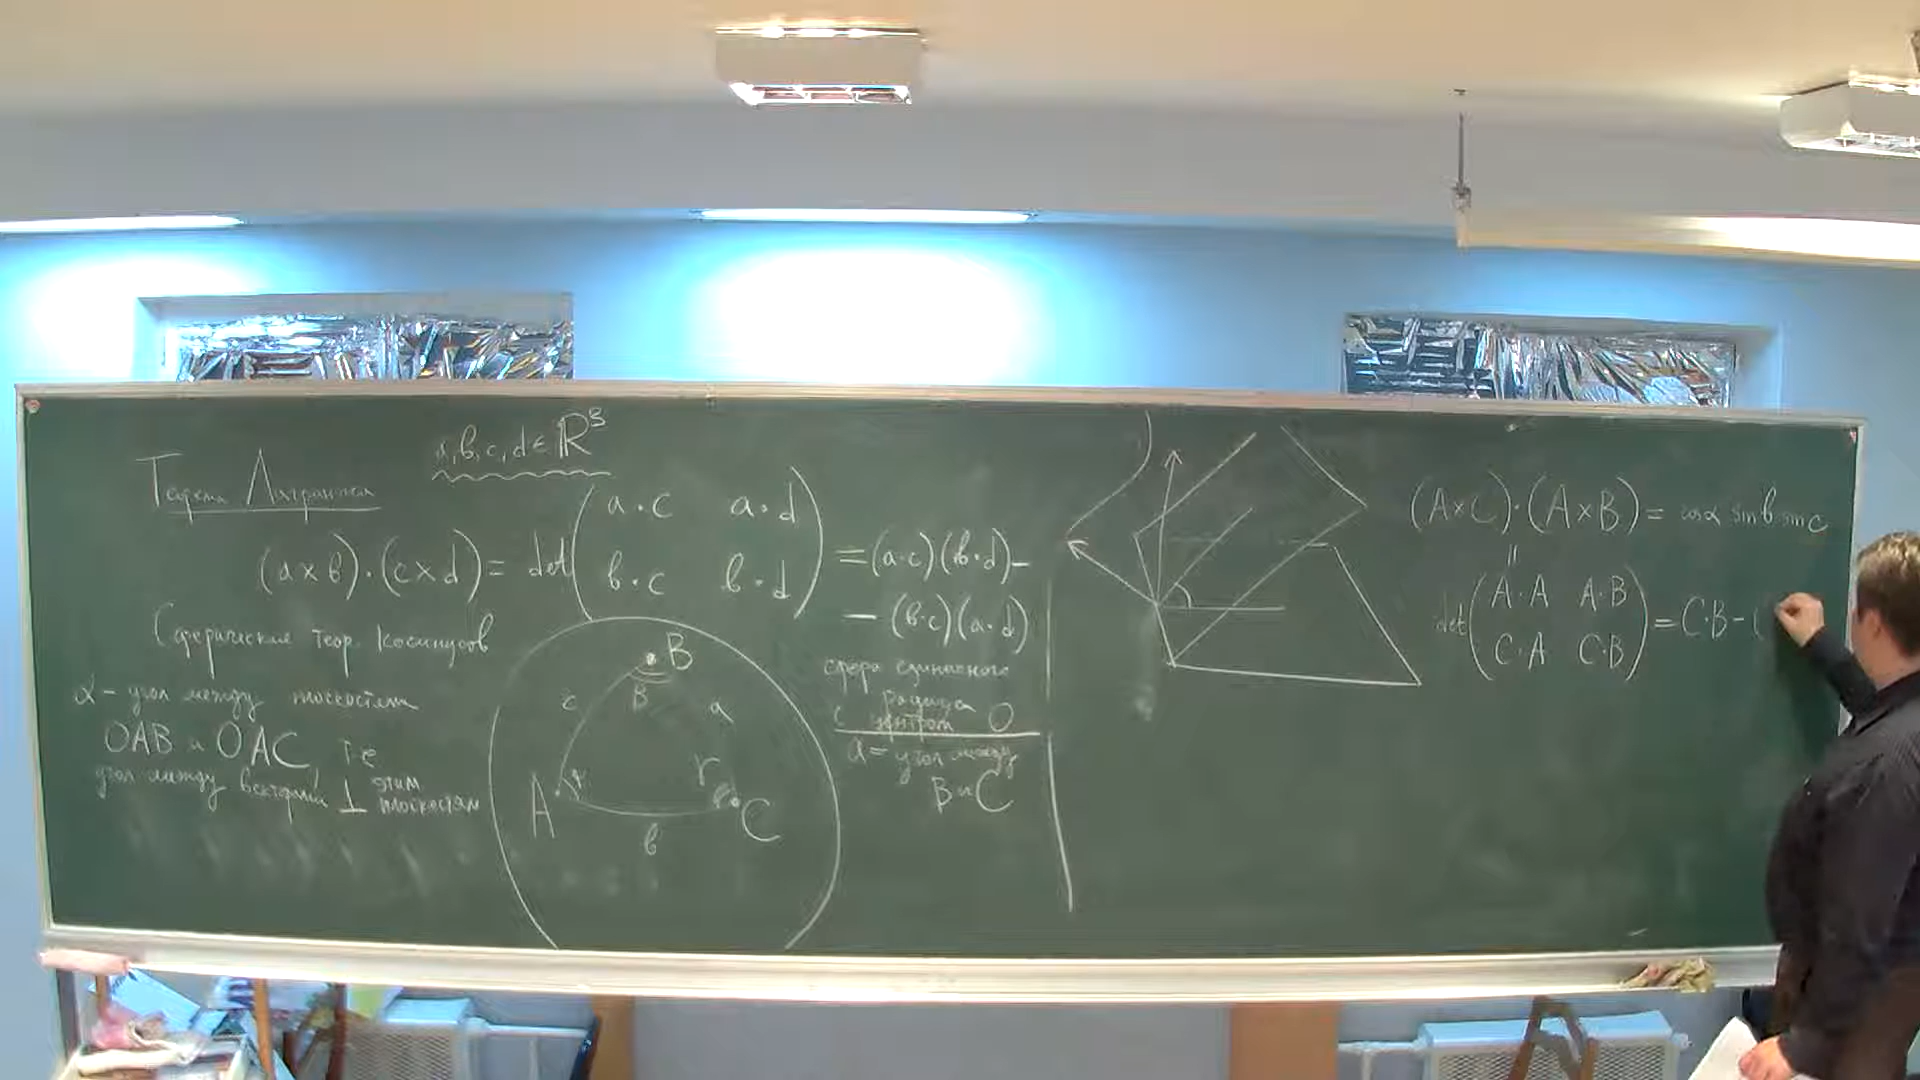 a, b, c, d ∈ ℝ³
Теорема Лагранжа
(a×b)·(c×d) = det ( a·c a·d
b·c b·d ) = (a·c)(b·d) −
− (b·c)(a·d)
Сферические теор. косинусов
α – угол между плоскостям
OAB и OAC, т.е
угол между векторами ⊥ этим
плоскостям
B
β
c
a
A
α
γ
C
b
сфера единичного
радиуса
с центром O
a = угол между
B и C
(A×C)·(A×B) = cos α sin b sin c
"
det ( A·A A·B
C·A C·B ) = C·B − (